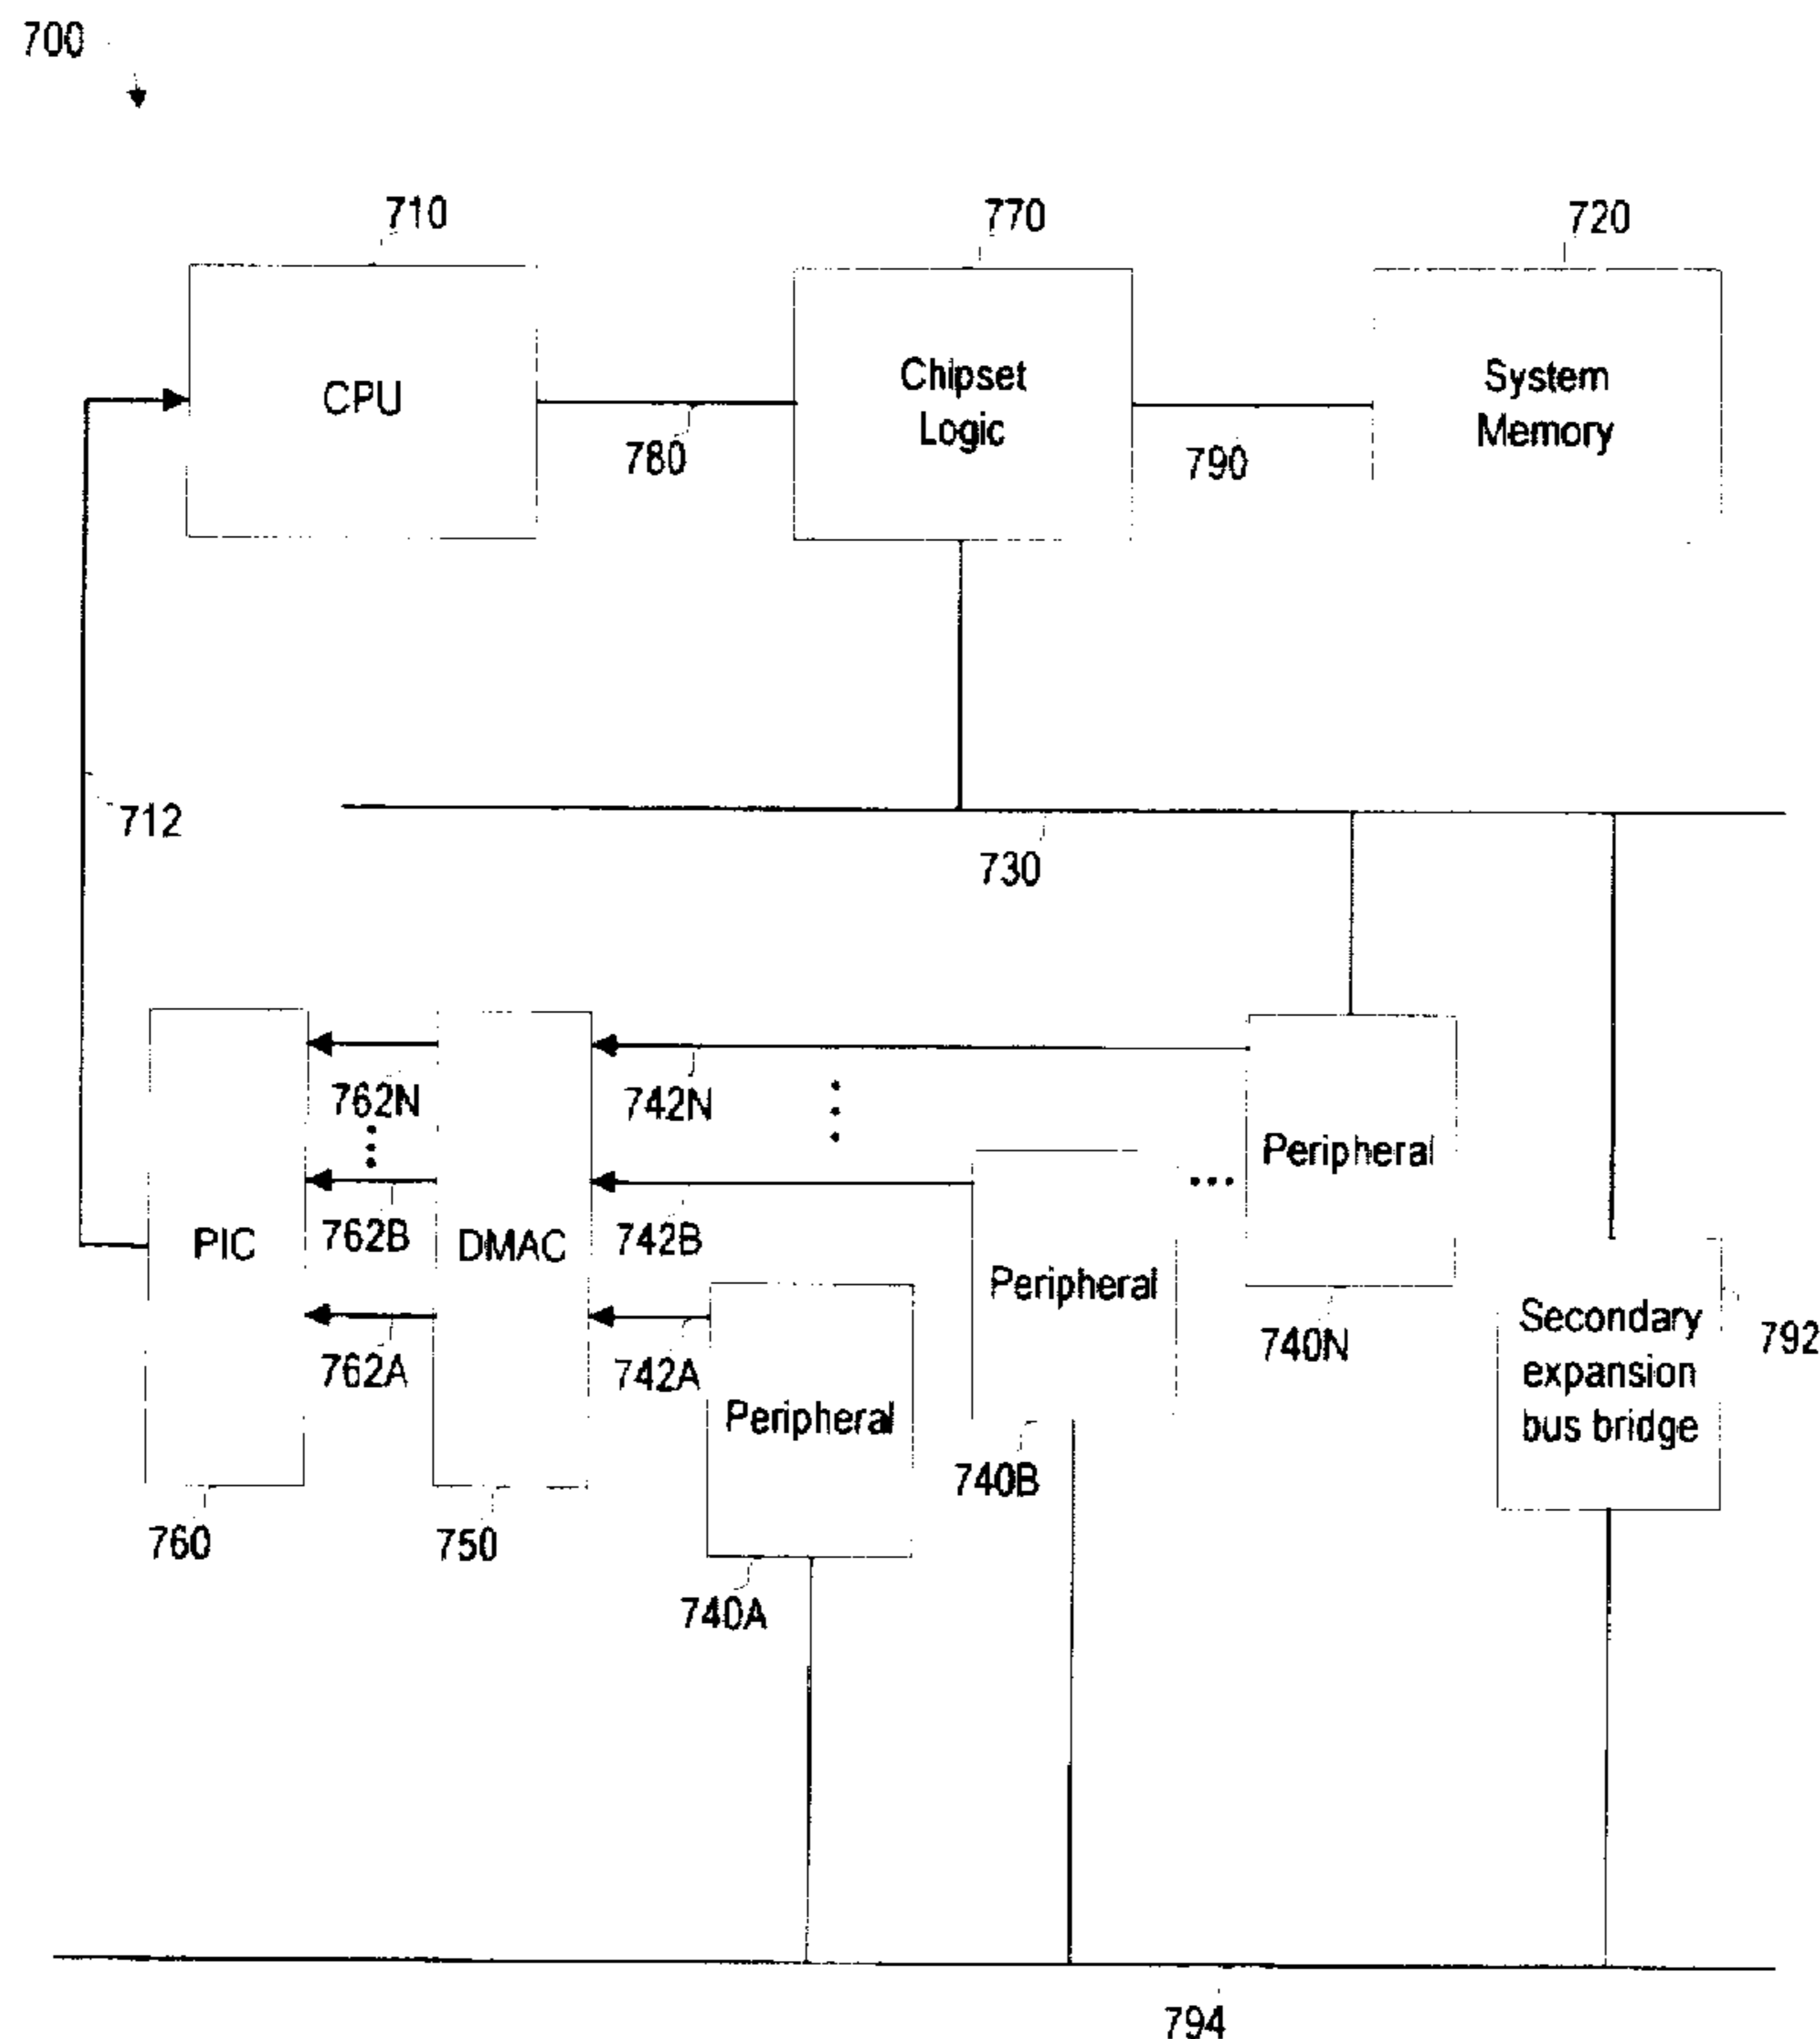 700
710
770
720
CPU
Chipset
Logic
System
Memory
780
790
712
730
762N
742N
Peripheral
762B
742B
PIC
DMAC
Peripheral
Secondary
expansion
bus bridge
792
740N
762A
742A
Peripheral
740B
760
750
740A
794